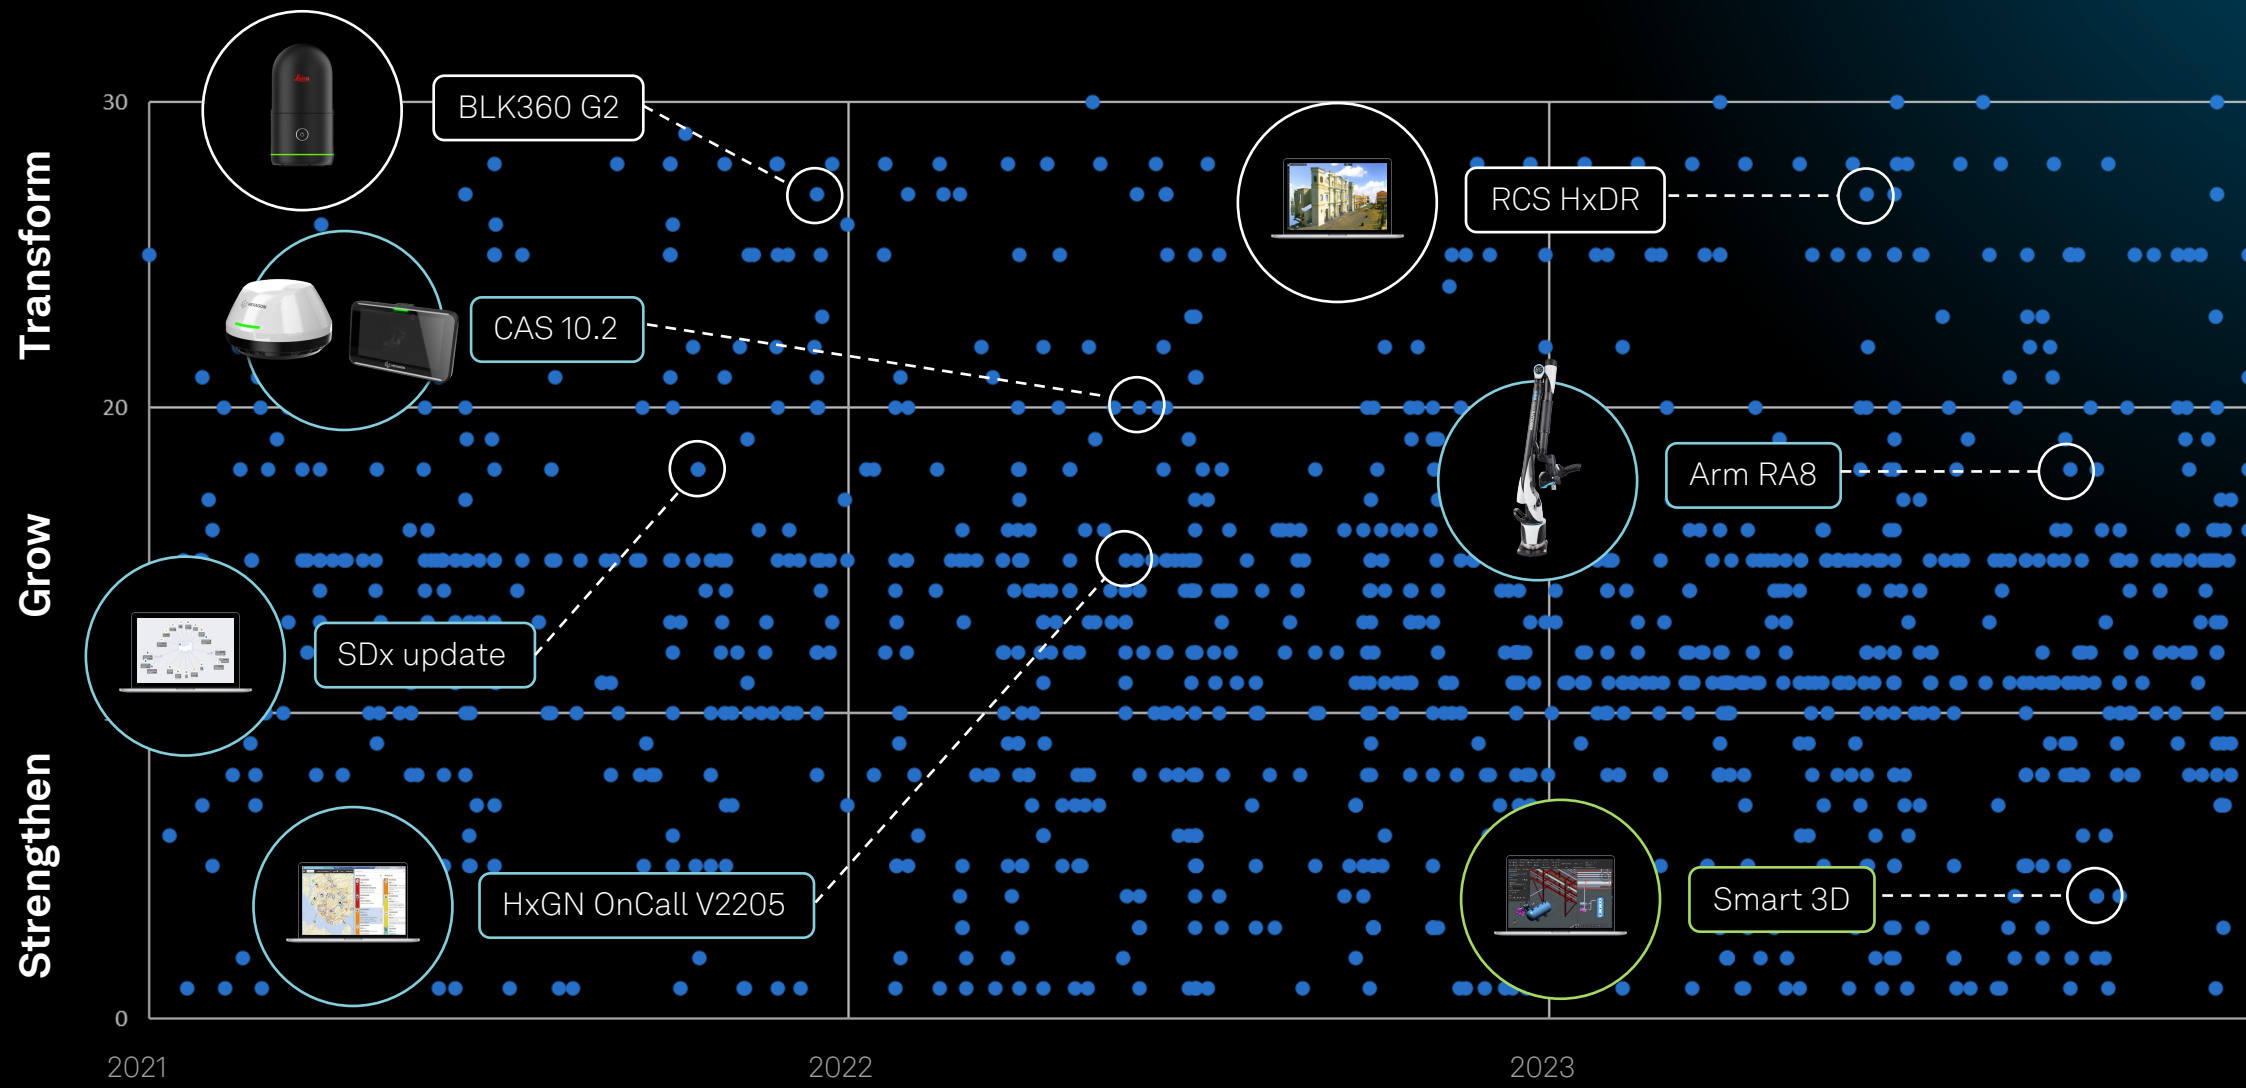 30
BLK360 G2
RCS HxDR
Transform
CAS 10.2
20
Arm RA8
Grow
SDx update
HxGN OnCall V2205
Smart 3D
Strengthen
0
2021
2022
2023